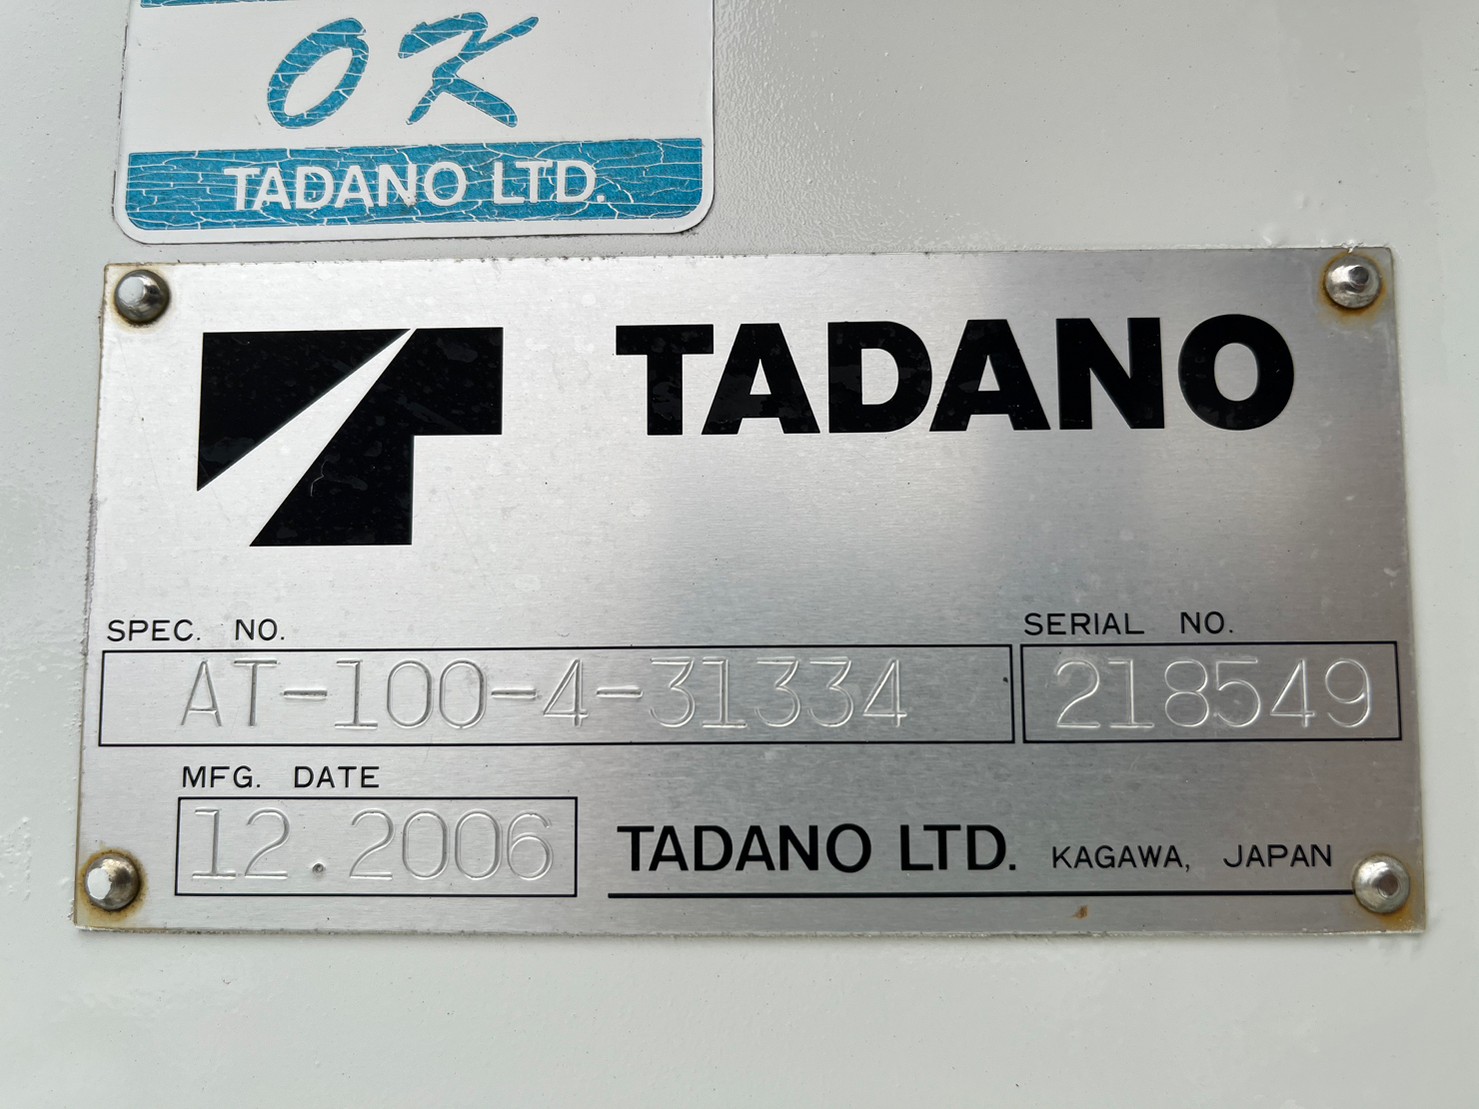 OK
TADANO LTD.
TADANO
SPEC. NO.
SERIAL NO.
AT-100-4-31334
218549
MFG. DATE
12.2006
TADANO LTD. KAGAWA, JAPAN